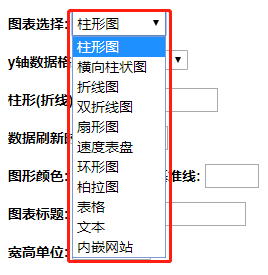 图表选择: 柱形图
柱形图
y轴数据格 横向柱状图
折线图
柱形(折线) 双折线图
扇形图
数据刷新 速度表盘
图形颜色: 环形图 准线:
柏拉图
图表标题: 表格
文本
宽高单位: 内嵌网站